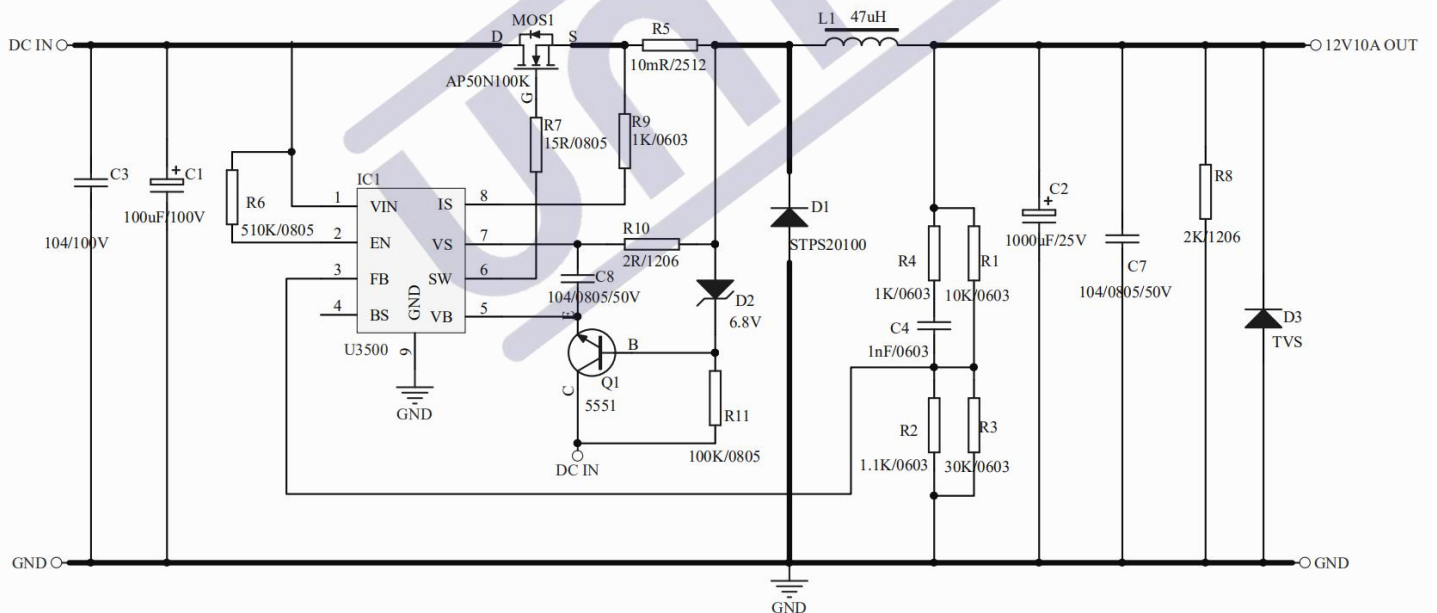 DC IN
MOS1
D
S
AP50N100K
G
R5
10mR/2512
L1
47uH
12V10A OUT
R7
15R/0805
R9
1K/0603
C3
104/100V
C1
100uF/100V
R6
510K/0805
IC1
1
VIN
2
EN
3
FB
4
BS
GND
9
IS
8
VS
7
SW
6
VB
5
U3500
GND
R10
2R/1206
C8
104/0805/50V
E
B
C
Q1
5551
DC IN
D2
6.8V
R11
100K/0805
D1
STPS20100
R4
1K/0603
R1
10K/0603
C4
1nF/0603
R2
1.1K/0603
R3
30K/0603
C2
1000uF/25V
C7
104/0805/50V
R8
2K/1206
D3
TVS
GND
GND
GND
uni